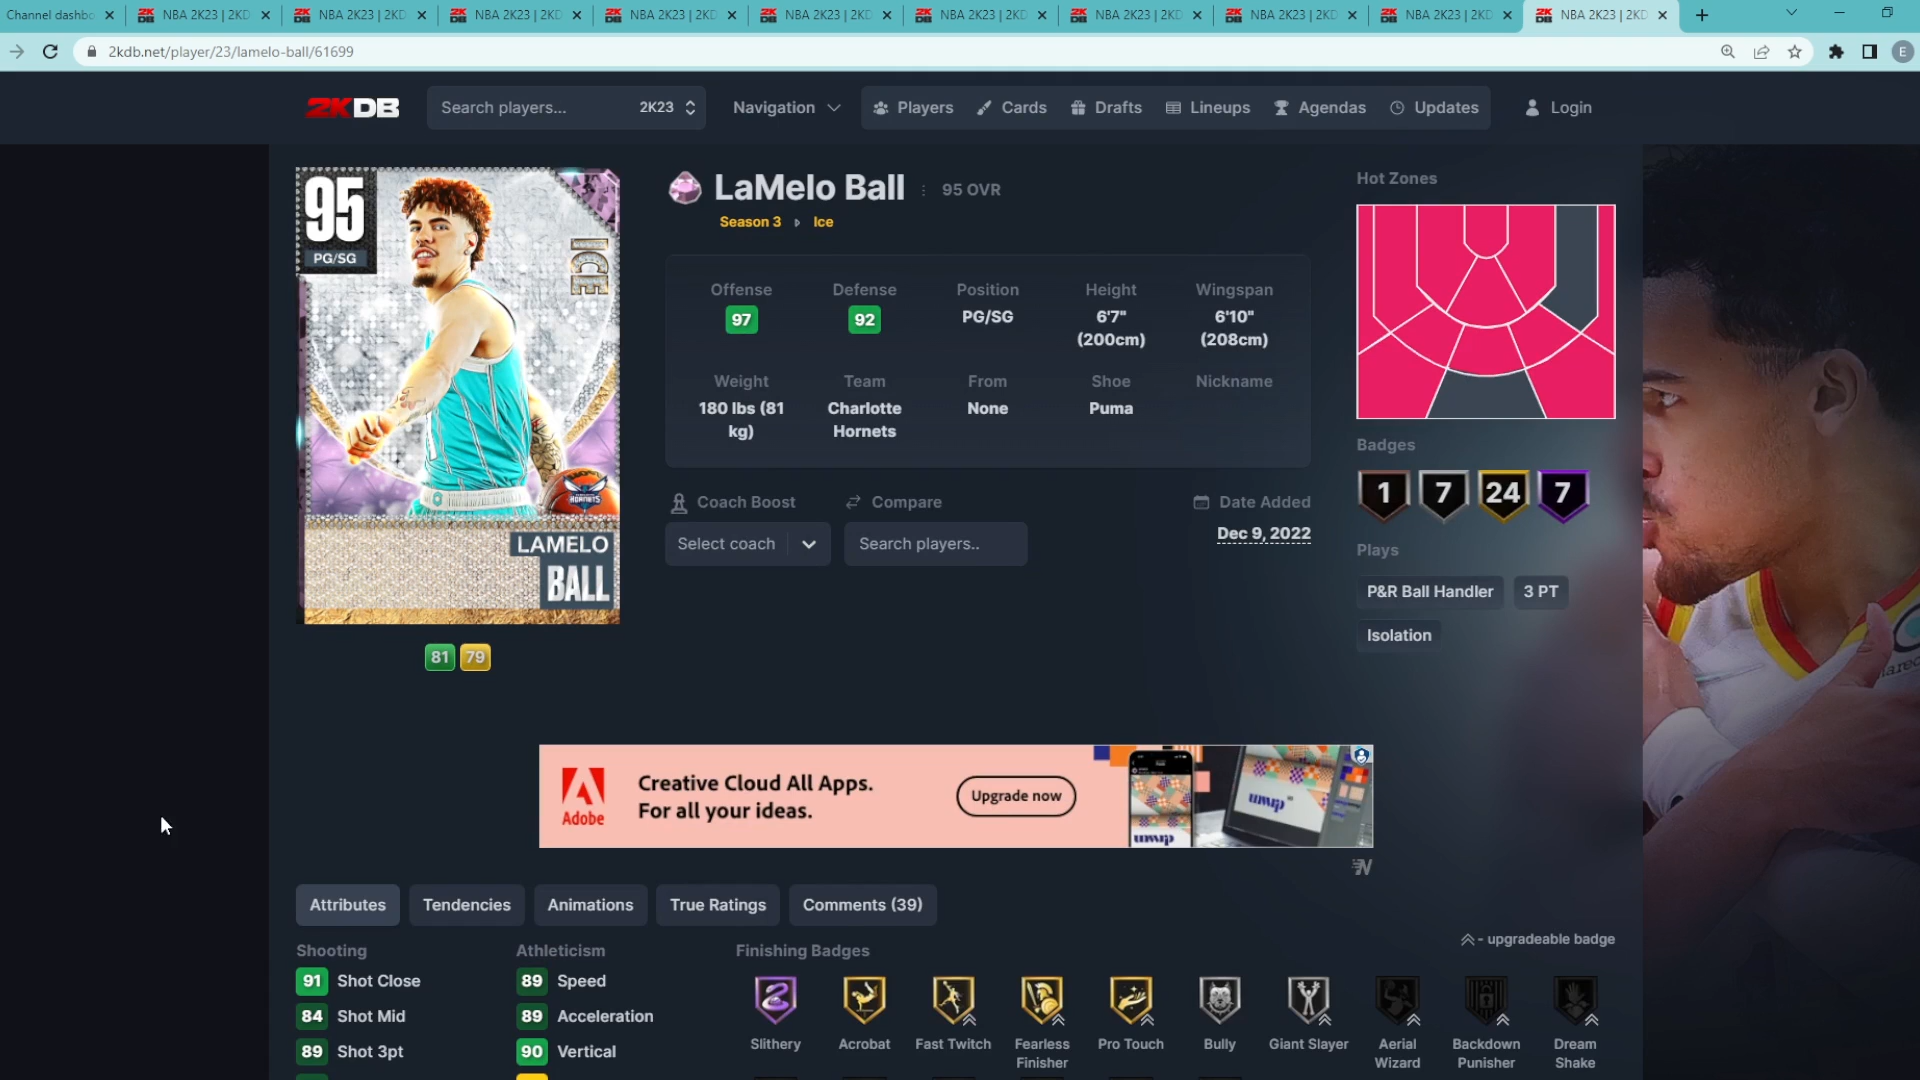 Channel dashbo
NBA 2K23 | 2KD
NBA 2K23 | 2KD
NBA 2K23 | 2KD
NBA 2K23 | 2KD
NBA 2K23 | 2KD
NBA 2K23 | 2KD
NBA 2K23 | 2KD
NBA 2K23 | 2KD
NBA 2K23 | 2KD
NBA 2K23 | 2KD
2kdb.net/player/23/lamelo-ball/61699
E
2KDB
Search players...
2K23
Navigation
Players
Cards
Drafts
Lineups
Agendas
Updates
Login
95
PG/SG
ICE
HORNETS
LAMELO
BALL
81
79
LaMelo Ball
95 OVR
Season 3
Ice
Offense
Defense
Position
Height
Wingspan
97
92
PG/SG
6'7"
(200cm)
6'10"
(208cm)
Weight
Team
From
Shoe
Nickname
180 lbs (81
kg)
Charlotte
Hornets
None
Puma
Coach Boost
Compare
Date Added
Select coach
Search players..
Dec 9, 2022
Hot Zones
Badges
1
7
24
7
Plays
P&R Ball Handler
3 PT
Isolation
Adobe
Creative Cloud All Apps.
For all your ideas.
Upgrade now
Attributes
Tendencies
Animations
True Ratings
Comments (39)
- upgradeable badge
Shooting
91 Shot Close
84 Shot Mid
89 Shot 3pt
Athleticism
89 Speed
89 Acceleration
90 Vertical
Finishing Badges
Slithery
Acrobat
Fast Twitch
Fearless
Finisher
Pro Touch
Bully
Giant Slayer
Aerial
Wizard
Backdown
Punisher
Dream
Shake